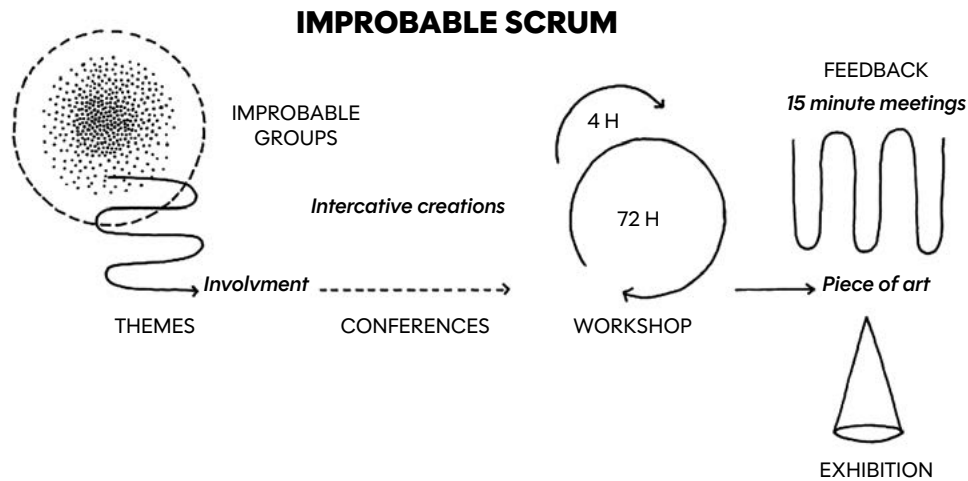 IMPROBABLE SCRUM
IMPROBABLE
GROUPS
Involvment
THEMES
Intercative creations
CONFERENCES
4 H
72 H
WORKSHOP
FEEDBACK
15 minute meetings
Piece of art
EXHIBITION